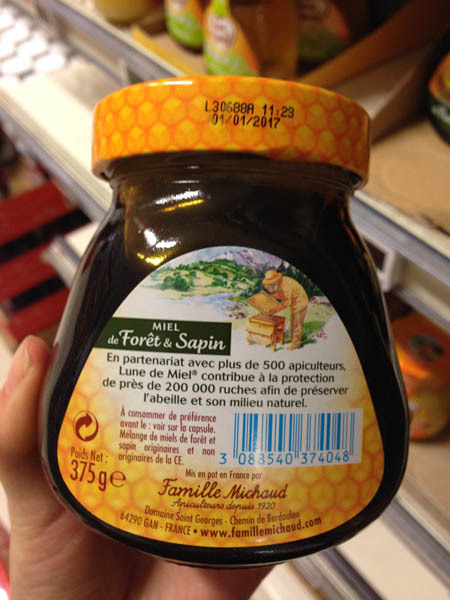 L30688A 11:29
01/01/2017
MIEL
de Forêt & Sapin
En partenariat avec plus de 500 apiculteurs,
Lune de Miel® contribue à la protection
de près de 200 000 ruches afin de préserver
l'abeille et son milieu naturel.
À consommer de préférence
avant le : voir sur la capsule.
Mélange de miels de forêt et
sapin originaires et non
originaires de la CE.
Poids Net :
375g℮
3 088540 374048
Mis en pot en France par
Famille Michaud
Apiculteurs depuis 1920
Domaine Saint Georges - Chemin de Berdoulou
64290 GAN - FRANCE • www.famillemichaud.com